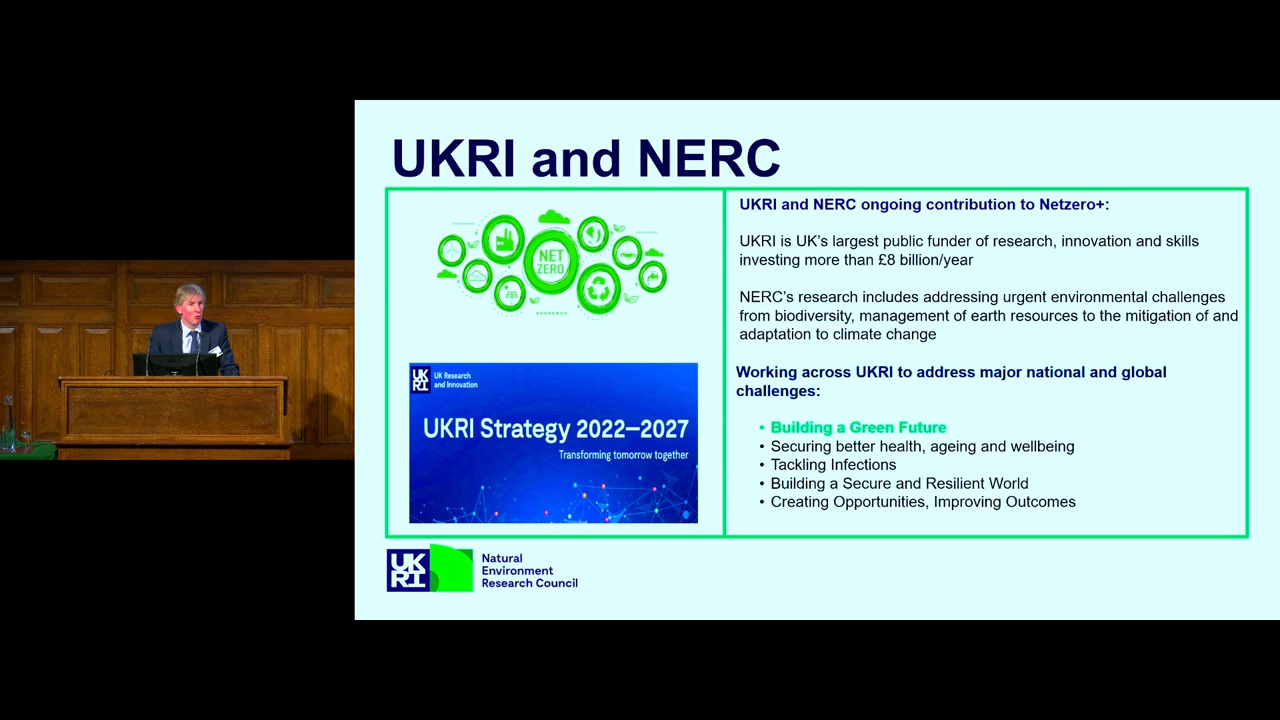 UKRI and NERC
NET
ZERO
UK
RI
UK Research
and Innovation
UKRI Strategy 2022–2027
Transforming tomorrow together
UKRI and NERC ongoing contribution to Netzero+:
UKRI is UK's largest public funder of research, innovation and skills
investing more than £8 billion/year
NERC's research includes addressing urgent environmental challenges
from biodiversity, management of earth resources to the mitigation of and
adaptation to climate change
Working across UKRI to address major national and global
challenges:
• Building a Green Future
• Securing better health, ageing and wellbeing
• Tackling Infections
• Building a Secure and Resilient World
• Creating Opportunities, Improving Outcomes
UK
RI
Natural
Environment
Research Council